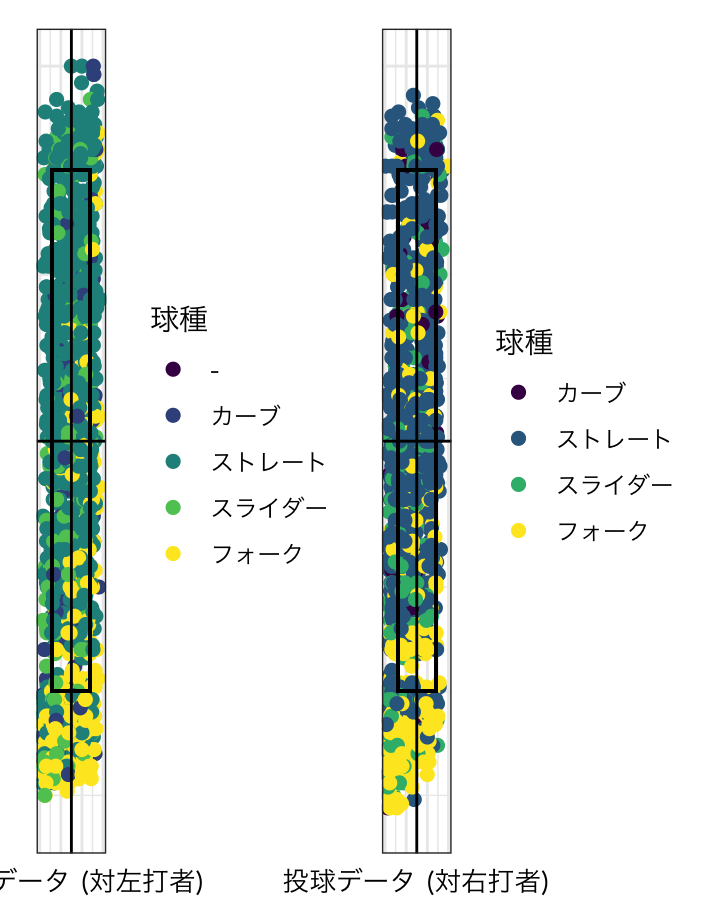 球種
-
カーブ
ストレート
スライダー
フォーク
データ (対左打者)
球種
カーブ
ストレート
スライダー
フォーク
投球データ (対右打者)